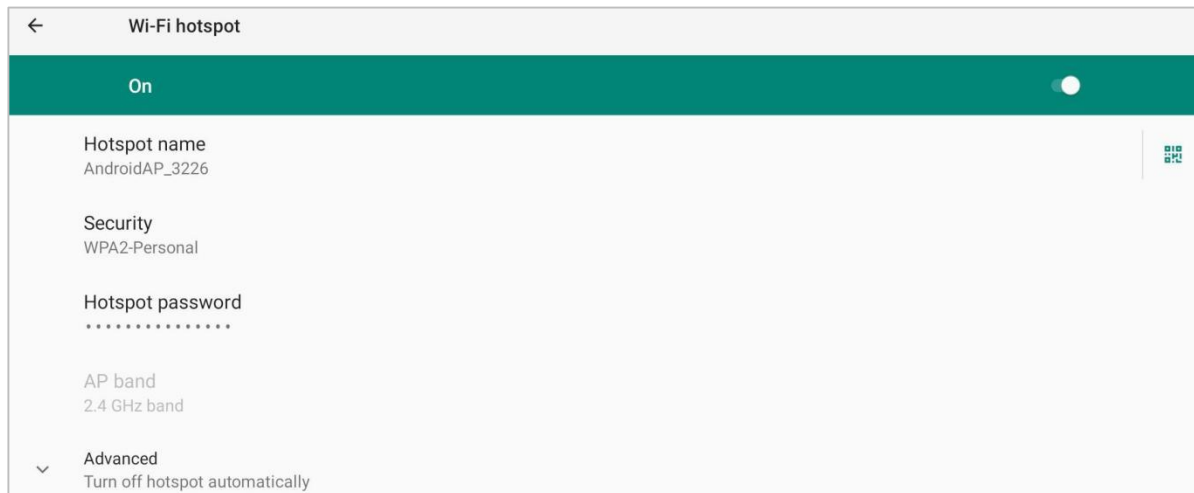 Wi-Fi hotspot
On
Hotspot name
AndroidAP_3226
Security
WPA2-Personal
Hotspot password
•••••••••••••••
AP band
2.4 GHz band
Advanced
Turn off hotspot automatically